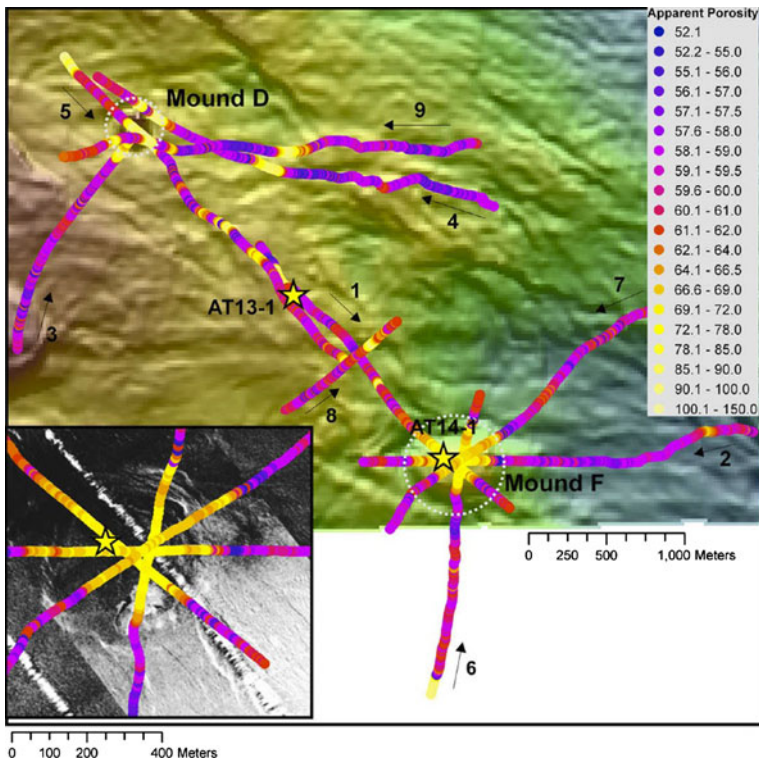 Apparent Porosity
52.1
52.2 - 55.0
55.1 - 56.0
56.1 - 57.0
57.1 - 57.5
57.6 - 58.0
58.1 - 59.0
59.1 - 59.5
59.6 - 60.0
60.1 - 61.0
61.1 - 62.0
62.1 - 64.0
64.1 - 66.5
66.6 - 69.0
69.1 - 72.0
72.1 - 78.0
78.1 - 85.0
85.1 - 90.0
90.1 - 100.0
100.1 - 150.0
Mound D
5
9
4
3
AT13-1
1
7
8
AT14-1
2
Mound F
0 250 500 1,000 Meters
6
0 100 200 400 Meters